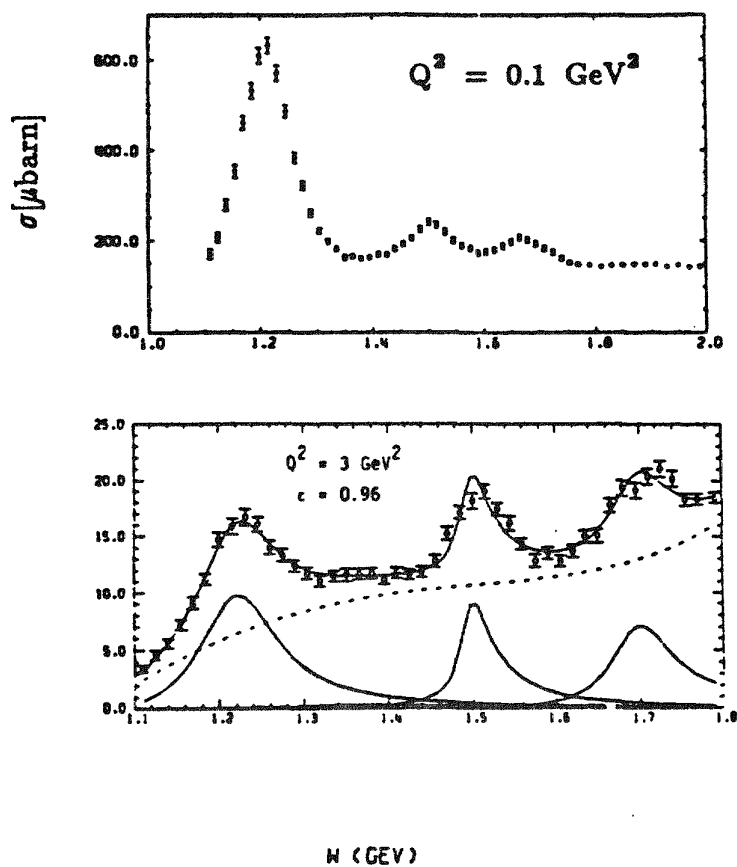 600.0
Q² = 0.1 GeV²
400.0
σ[μbarn]
200.0
0.0
1.0 1.2 1.4 1.6 1.8 2.0
25.0
Q² = 3 GeV²
20.0
ε = 0.96
15.0
10.0
5.0
0.0
1.1 1.2 1.3 1.4 1.5 1.6 1.7 1.8
W (GEV)